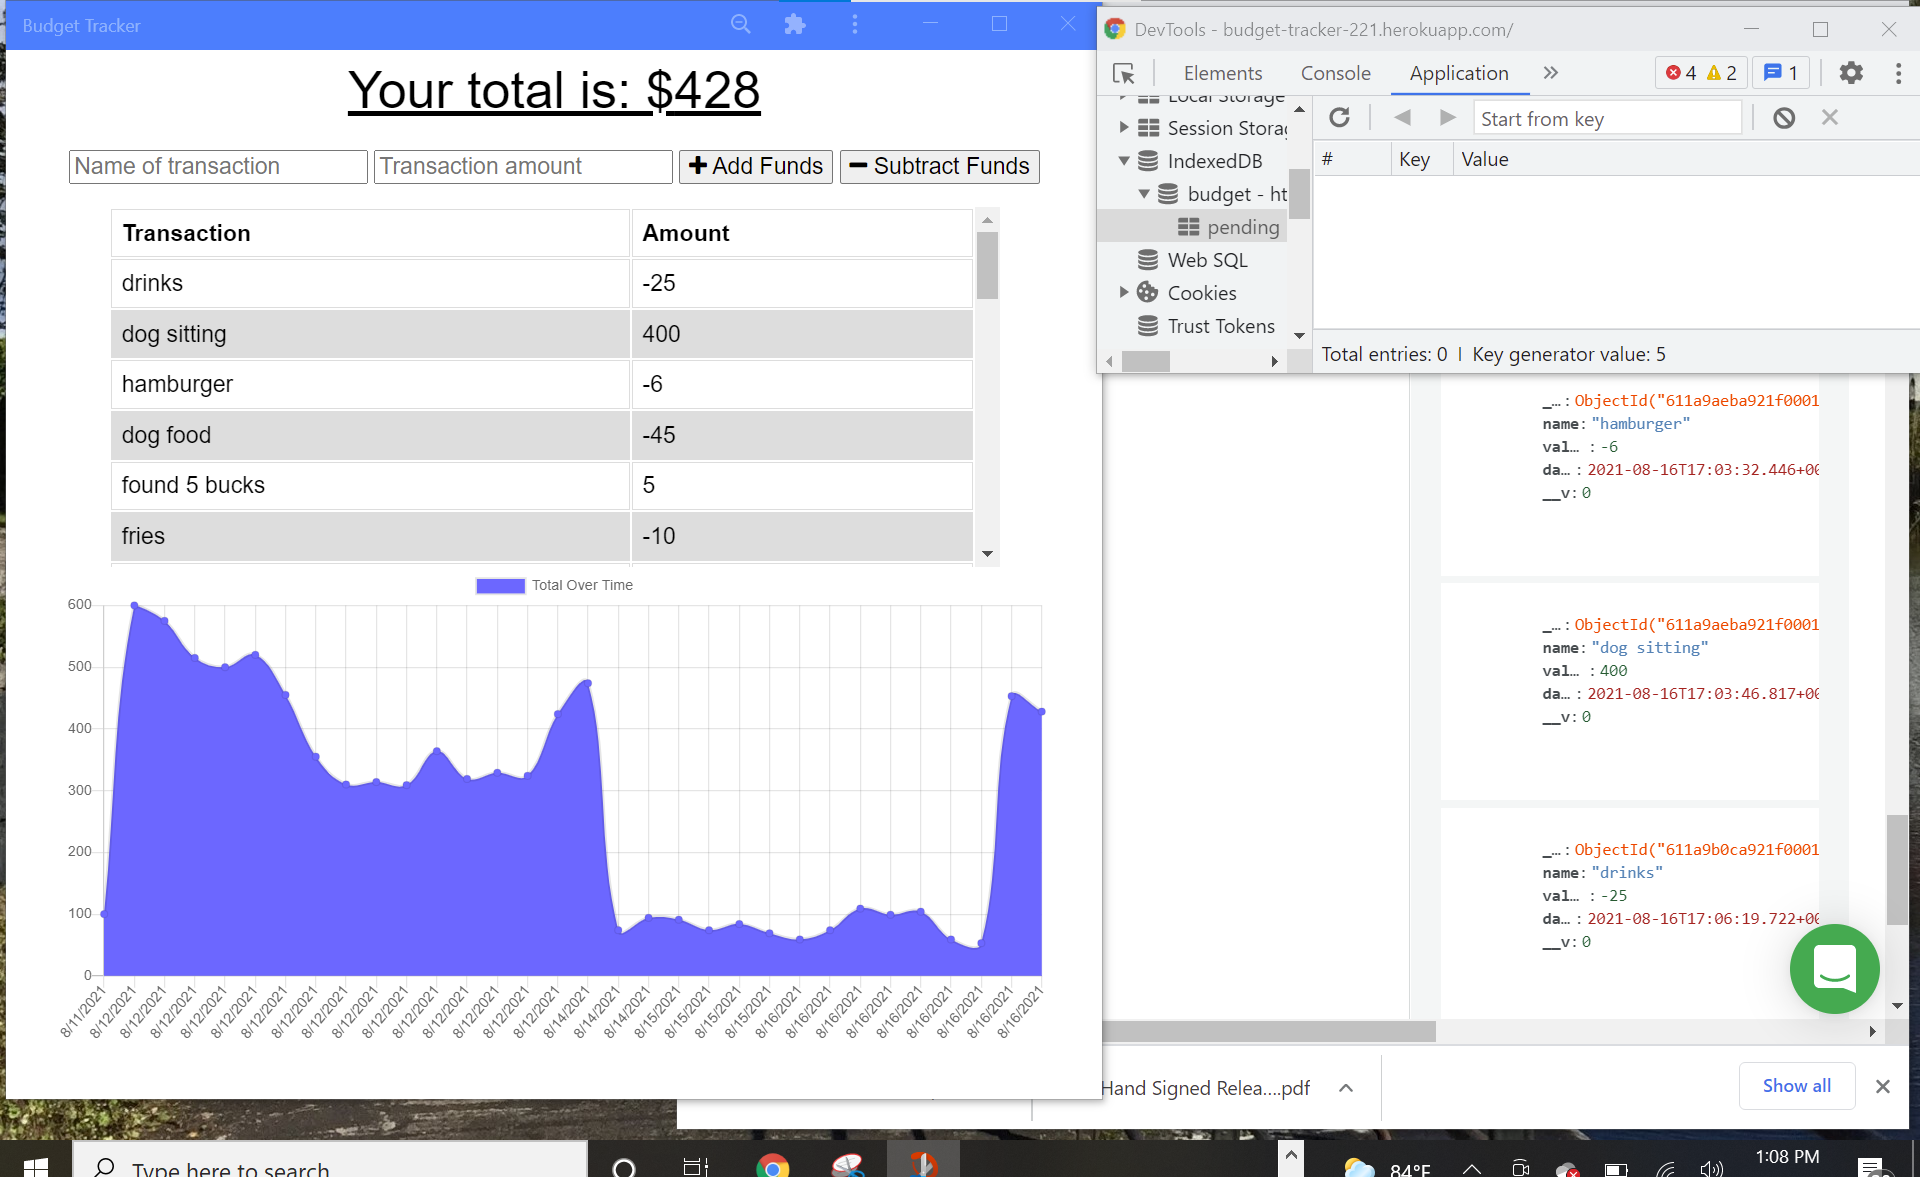 Budget Tracker
Your total is: $428
Name of transaction
Transaction amount
Add Funds
Subtract Funds
Transaction Amount
drinks -25
dog sitting 400
hamburger -6
dog food -45
found 5 bucks 5
fries -10
Total Over Time
600
500
400
300
200
100
0
8/11/2021 8/12/2021 8/12/2021 8/12/2021 8/12/2021 8/12/2021 8/12/2021 8/12/2021 8/12/2021 8/12/2021 8/12/2021 8/12/2021 8/12/2021 8/12/2021 8/12/2021 8/12/2021 8/14/2021 8/14/2021 8/14/2021 8/15/2021 8/15/2021 8/15/2021 8/15/2021 8/16/2021 8/16/2021 8/16/2021 8/16/2021 8/16/2021 8/16/2021 8/16/2021 8/16/2021 8/16/2021
DevTools - budget-tracker-221.herokuapp.com/
Elements Console Application 4 2 1
Local Storage
Session Storag
IndexedDB
budget - ht
pending
Web SQL
Cookies
Trust Tokens
Start from key
# Key Value
Total entries: 0 Key generator value: 5
_…: ObjectId("611a9aeba921f0001
name: "hamburger"
val… : -6
da… : 2021-08-16T17:03:32.446+00
__v: 0
_…: ObjectId("611a9aeba921f0001
name: "dog sitting"
val… : 400
da… : 2021-08-16T17:03:46.817+00
__v: 0
_…: ObjectId("611a9b0ca921f0001
name: "drinks"
val… : -25
da… : 2021-08-16T17:06:19.722+00
__v: 0
Hand Signed Relea....pdf
Show all
Type here to search
84°F
1:08 PM